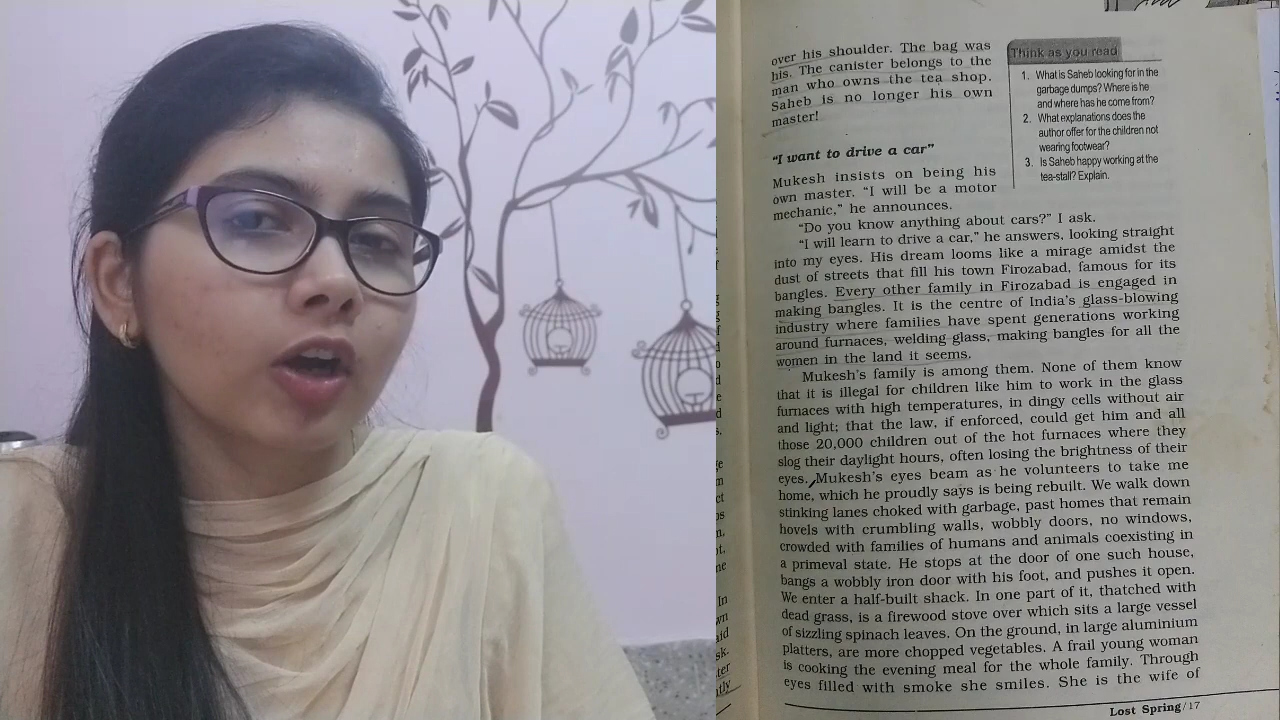 over his shoulder. The bag was
his. The canister belongs to the
man who owns the tea shop.
Saheb is no longer his own
master!
Think as you read
1. What is Saheb looking for in the
garbage dumps? Where is he
and where has he come from?
2. What explanations does the
author offer for the children not
wearing footwear?
3. Is Saheb happy working at the
tea-stall? Explain.
"I want to drive a car"
Mukesh insists on being his
own master. "I will be a motor
mechanic," he announces.
"Do you know anything about cars?" I ask.
"I will learn to drive a car," he answers, looking straight
into my eyes. His dream looms like a mirage amidst the
dust of streets that fill his town Firozabad, famous for its
bangles. Every other family in Firozabad is engaged in
making bangles. It is the centre of India's glass-blowing
industry where families have spent generations working
around furnaces, welding glass, making bangles for all the
women in the land it seems.
Mukesh's family is among them. None of them know
that it is illegal for children like him to work in the glass
furnaces with high temperatures, in dingy cells without air
and light; that the law, if enforced, could get him and all
those 20,000 children out of the hot furnaces where they
slog their daylight hours, often losing the brightness of their
eyes. Mukesh's eyes beam as he volunteers to take me
home, which he proudly says is being rebuilt. We walk down
stinking lanes choked with garbage, past homes that remain
hovels with crumbling walls, wobbly doors, no windows,
crowded with families of humans and animals coexisting in
a primeval state. He stops at the door of one such house,
bangs a wobbly iron door with his foot, and pushes it open.
We enter a half-built shack. In one part of it, thatched with
dead grass, is a firewood stove over which sits a large vessel
of sizzling spinach leaves. On the ground, in large aluminium
platters, are more chopped vegetables. A frail young woman
is cooking the evening meal for the whole family. Through
eyes filled with smoke she smiles. She is the wife of
Lost Spring/17